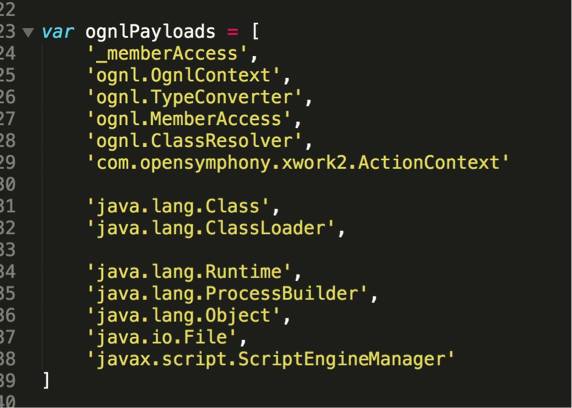 22
23 var ognlPayloads = [
24 '_memberAccess',
25 'ognl.OgnlContext',
26 'ognl.TypeConverter',
27 'ognl.MemberAccess',
28 'ognl.ClassResolver',
29 'com.opensymphony.xwork2.ActionContext'
30
31 'java.lang.Class',
32 'java.lang.ClassLoader',
33
34 'java.lang.Runtime',
35 'java.lang.ProcessBuilder',
36 'java.lang.Object',
37 'java.io.File',
38 'javax.script.ScriptEngineManager'
39 ]
40